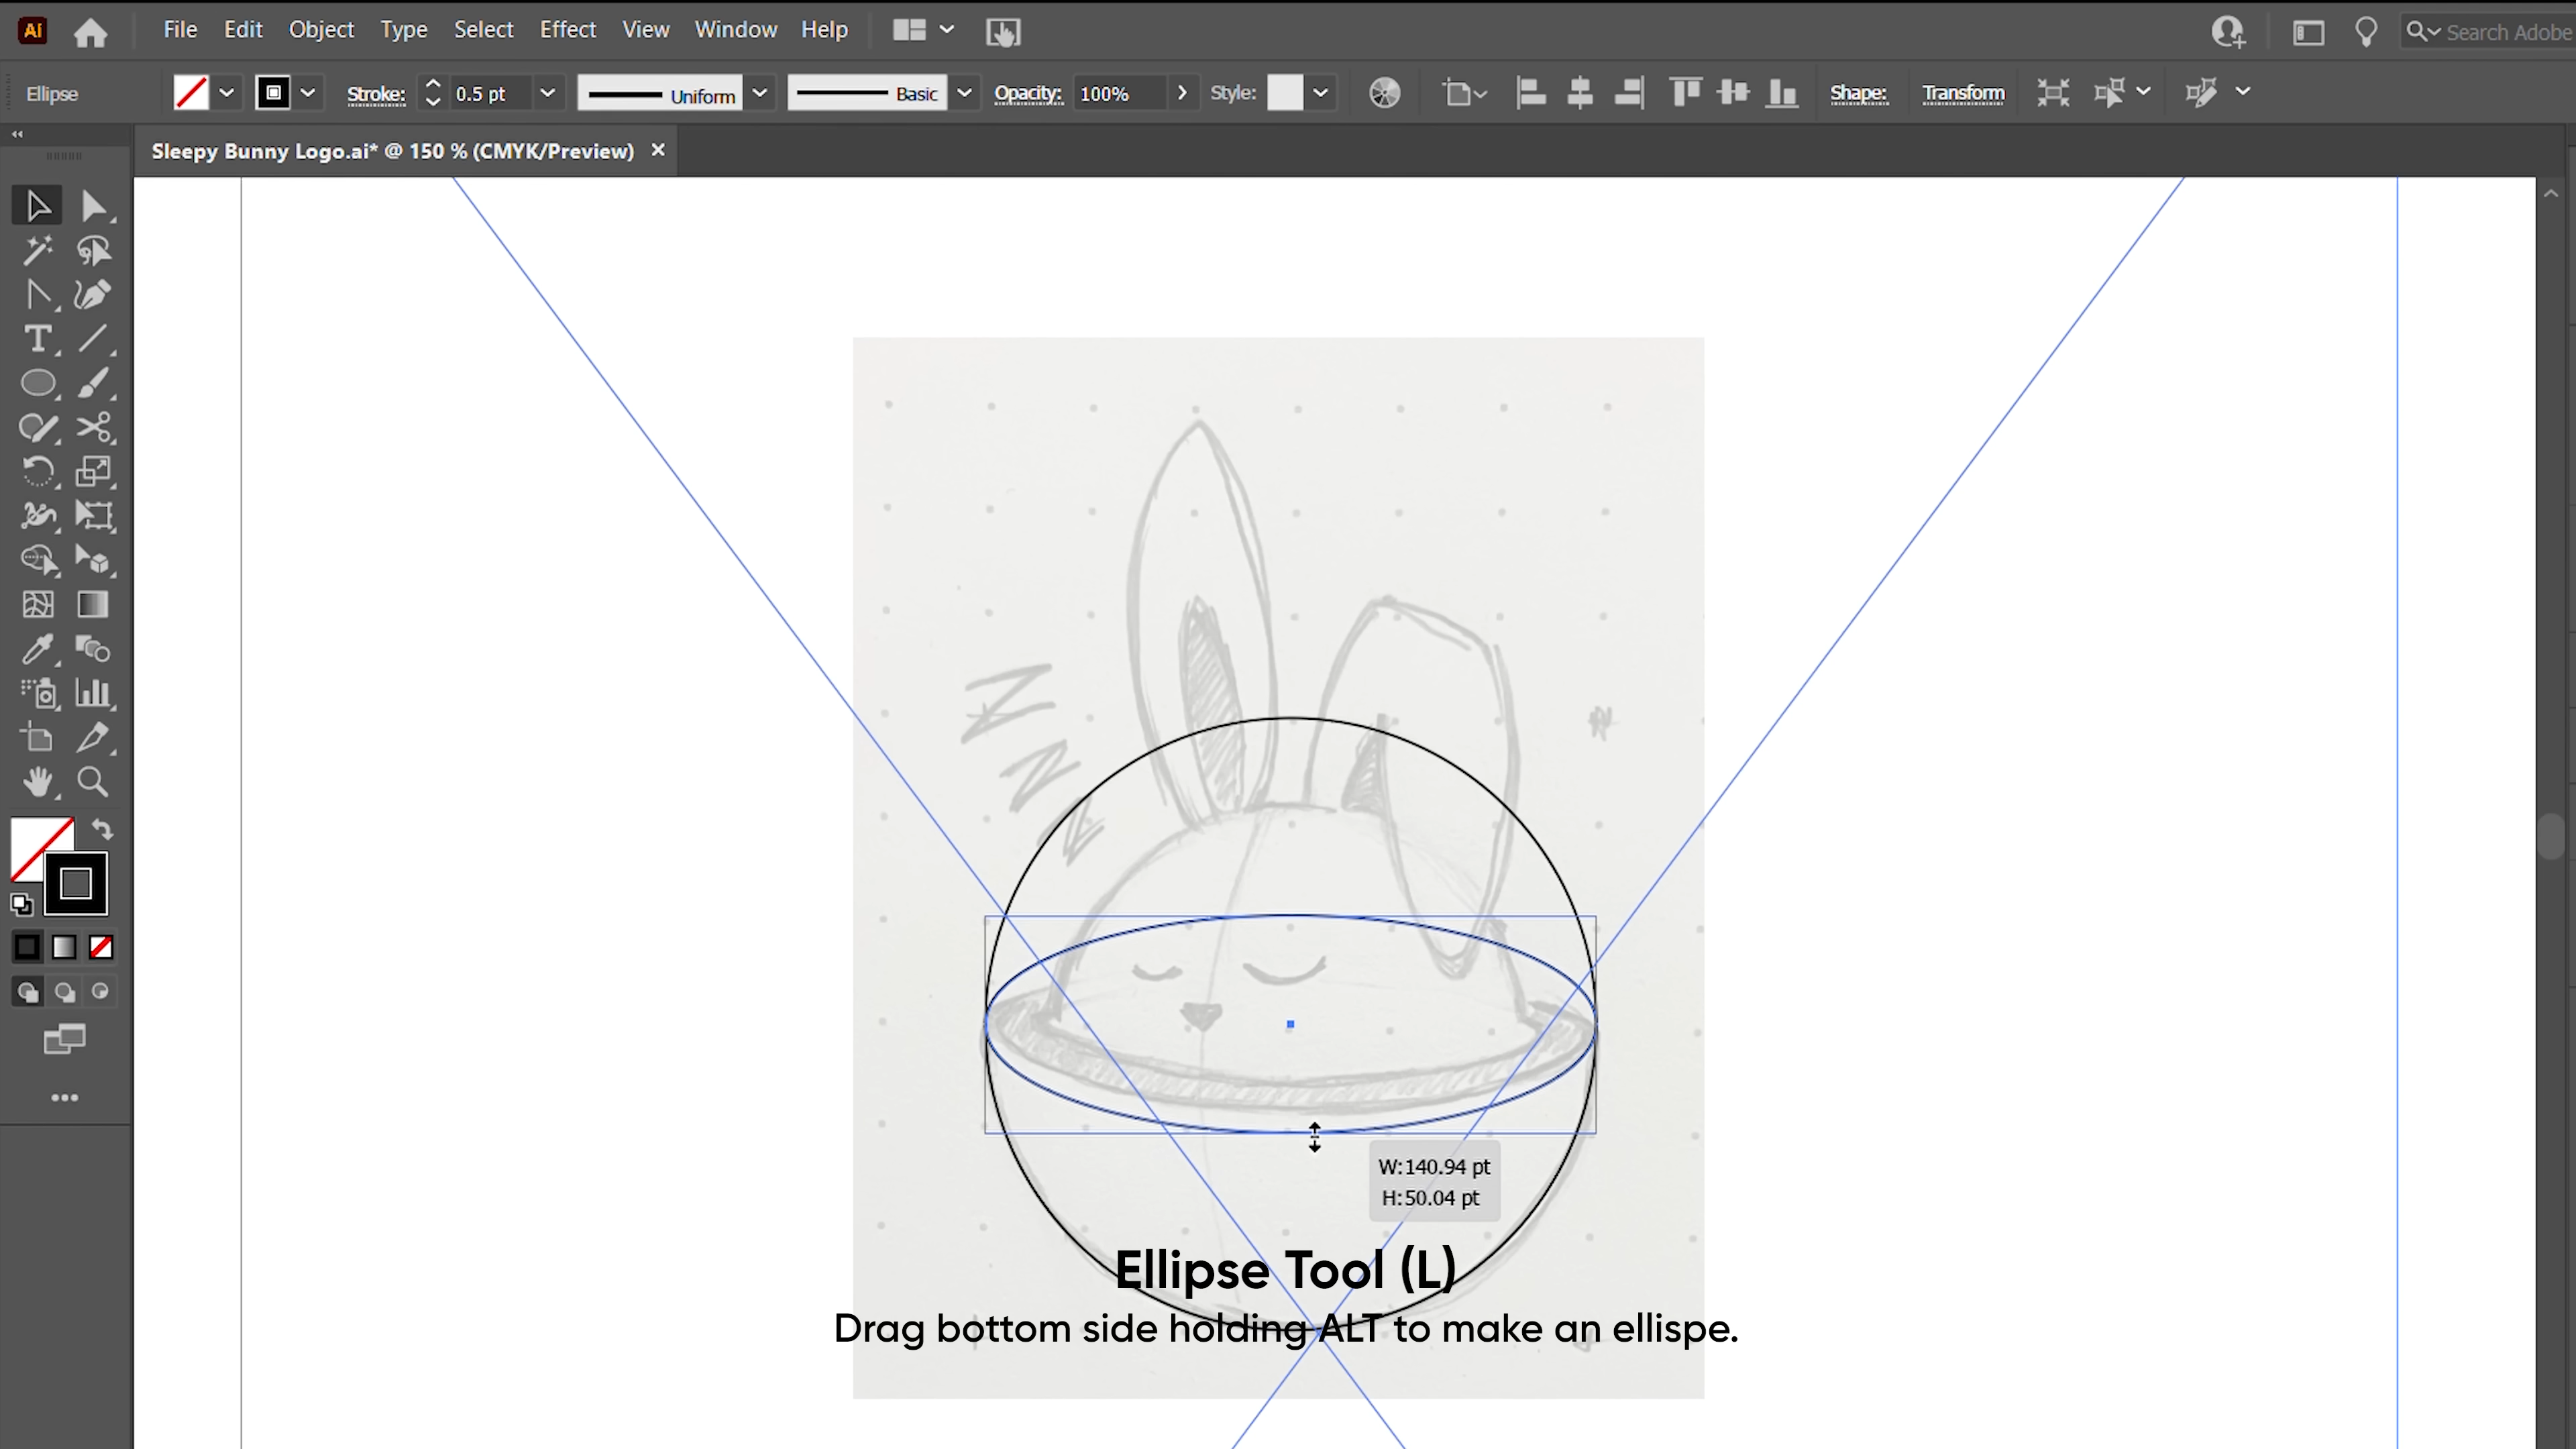 Ai File Edit Object Type Select Effect View Window Help Search Adobe
Ellipse Stroke: 0.5 pt Uniform Basic Opacity: 100% Style: Shape: Transform
Sleepy Bunny Logo.ai* @ 150 % (CMYK/Preview) ×
Z
Z
Z
W:140.94 pt
H:50.04 pt
Ellipse Tool (L)
Drag bottom side holding ALT to make an ellispe.